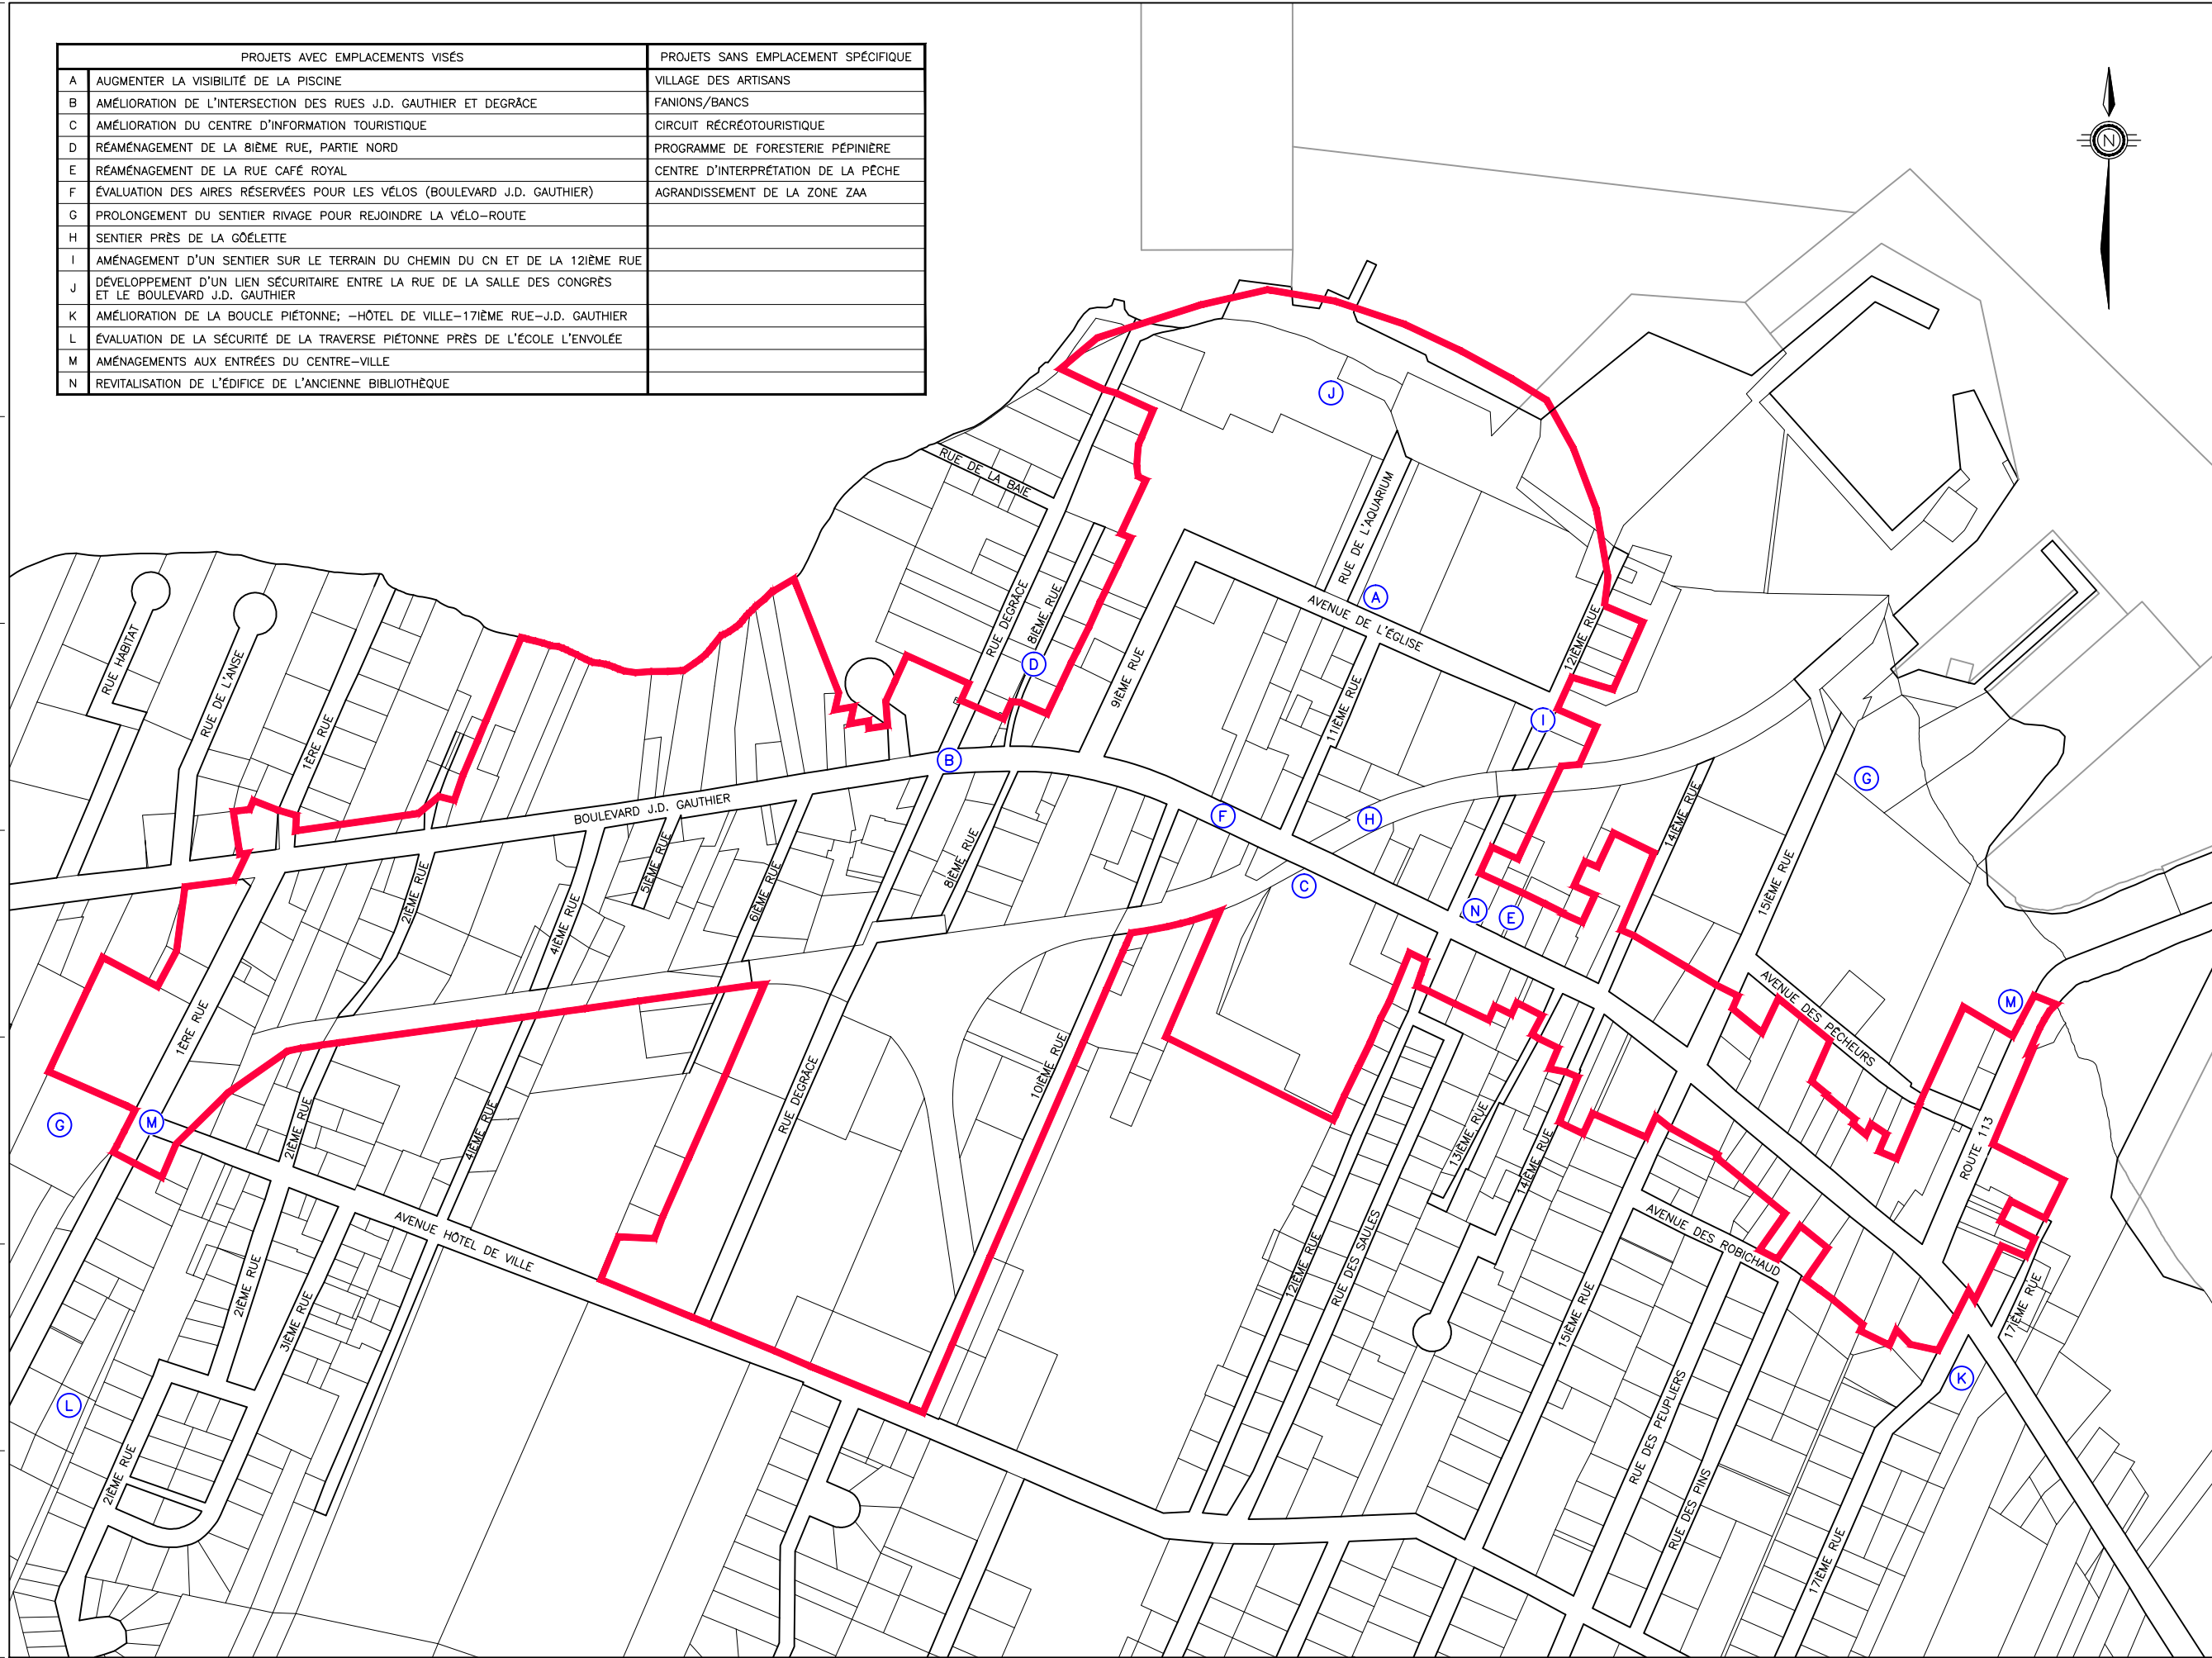 PROJETS AVEC EMPLACEMENTS VISÉS
PROJETS SANS EMPLACEMENT SPÉCIFIQUE
A AUGMENTER LA VISIBILITÉ DE LA PISCINE
VILLAGE DES ARTISANS
B AMÉLIORATION DE L'INTERSECTION DES RUES J.D. GAUTHIER ET DEGRÂCE
FANIONS/BANCS
C AMÉLIORATION DU CENTRE D'INFORMATION TOURISTIQUE
CIRCUIT RÉCRÉOTOURISTIQUE
D RÉAMÉNAGEMENT DE LA 8IÈME RUE, PARTIE NORD
PROGRAMME DE FORESTERIE PÉPINIÈRE
E RÉAMÉNAGEMENT DE LA RUE CAFÉ ROYAL
CENTRE D'INTERPRÉTATION DE LA PÊCHE
F ÉVALUATION DES AIRES RÉSERVÉES POUR LES VÉLOS (BOULEVARD J.D. GAUTHIER)
AGRANDISSEMENT DE LA ZONE ZAA
G PROLONGEMENT DU SENTIER RIVAGE POUR REJOINDRE LA VÉLO-ROUTE
H SENTIER PRÈS DE LA GÖÉLETTE
I AMÉNAGEMENT D'UN SENTIER SUR LE TERRAIN DU CHEMIN DU CN ET DE LA 12IÈME RUE
J DÉVELOPPEMENT D'UN LIEN SÉCURITAIRE ENTRE LA RUE DE LA SALLE DES CONGRÈS
ET LE BOULEVARD J.D. GAUTHIER
K AMÉLIORATION DE LA BOUCLE PIÉTONNE; -HÔTEL DE VILLE-17IÈME RUE-J.D. GAUTHIER
L ÉVALUATION DE LA SÉCURITÉ DE LA TRAVERSE PIÉTONNE PRÈS DE L'ÉCOLE L'ENVOLÉE
M AMÉNAGEMENTS AUX ENTRÉES DU CENTRE-VILLE
N REVITALISATION DE L'ÉDIFICE DE L'ANCIENNE BIBLIOTHÈQUE
N
J
RUE DE LA BAIE
RUE DE L'AQUARIUM
A
AVENUE DE L'ÉGLISE
RUE HABITAT
RUE DE L'ANSE
1ÈRE RUE
RUE DEGRÂCE
8IÈME RUE
D
9IÈME RUE
11IÈME RUE
12IÈME RUE
I
B
G
BOULEVARD J.D. GAUTHIER
F
H
14IÈME RUE
2IÈME RUE
4IÈME RUE
5IÈME RUE
6IÈME RUE
8IÈME RUE
C
N
E
15IÈME RUE
1ÈRE RUE
AVENUE DES PÊCHEURS
M
G
M
2IÈME RUE
4IÈME RUE
RUE DEGRÂCE
10IÈME RUE
13IÈME RUE
14IÈME RUE
ROUTE 113
AVENUE HÔTEL DE VILLE
AVENUE DES ROBICHAUD
2IÈME RUE
3IÈME RUE
12IÈME RUE
RUE DES SAULES
15IÈME RUE
17IÈME RUE
K
L
2IÈME RUE
RUE DES PEUPLIERS
RUE DES PINS
17IÈME RUE